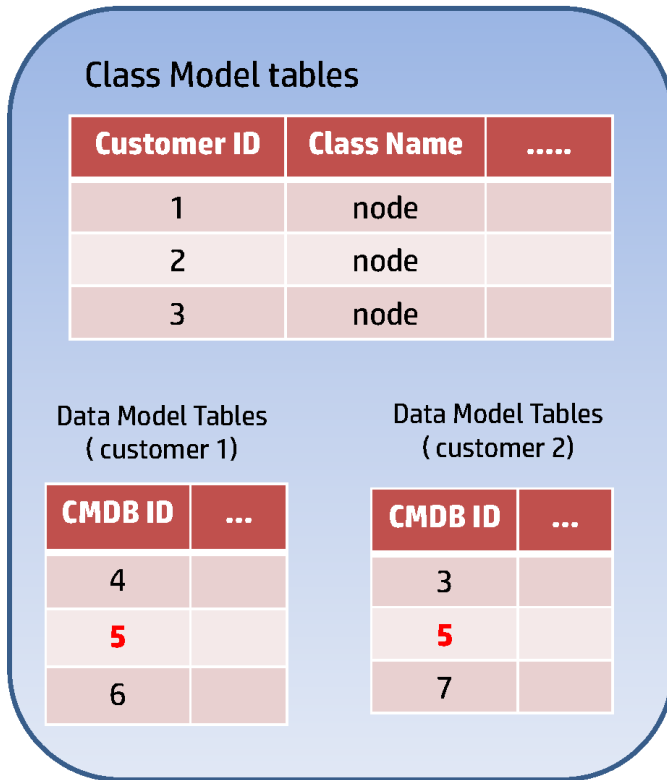 Class Model tables
Customer ID Class Name .....
1 node
2 node
3 node
Data Model Tables
( customer 1)
CMDB ID ...
4
5
6
Data Model Tables
( customer 2)
CMDB ID ...
3
5
7